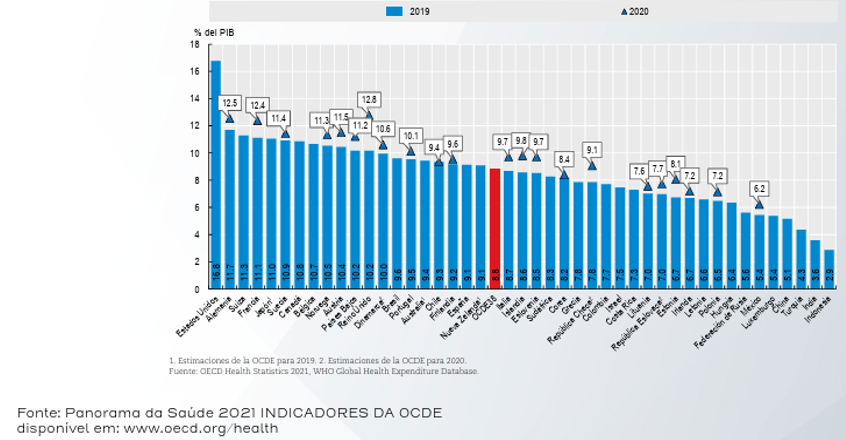 2019 2020
% del PIB
18
16
14
12
10
8
6
4
2
0
12.5 12.4 11.4 11.3 11.5 11.2 12.8 10.6 10.1 9.4 9.6 9.7 9.8 9.7 8.4 9.1 7.6 7.7 8.1 7.2 7.2 6.2
16.8 11.7 11.3 11.1 11.0 10.9 10.8 10.7 10.5 10.4 10.2 10.2 10.0 9.6 9.5 9.4 9.3 9.2 9.1 9.1 8.8 8.7 8.6 8.5 8.3 8.2 7.8 7.8 7.7 7.5 7.3 7.0 7.0 6.7 6.7 6.6 6.5 6.4 5.6 5.4 5.4 5.1 4.3 3.6 2.9
Estados Unidos
Alemania
Suiza
Francia
Japón
Suecia
Canadá
Bélgica
Noruega
Austria
Países Bajos
Reino Unido
Dinamarca
Brasil
Portugal
Australia
Chile
Finlandia
España
Nueva Zelanda
OCDE38
Italia
Islandia
Eslovenia
Sudáfrica
Corea
Grecia
República Checa
Colombia
Israel
Costa Rica
Lituania
República Eslovaca
Estonia
Irlanda
Letonia
Polonia
Hungría
Federación de Rusia
México
Luxemburgo
China
Turquía
India
Indonesia
1. Estimaciones de la OCDE para 2019. 2. Estimaciones de la OCDE para 2020.
Fuente: OECD Health Statistics 2021, WHO Global Health Expenditure Database.
Fonte: Panorama da Saúde 2021 INDICADORES DA OCDE
disponível em: www.oecd.org/health